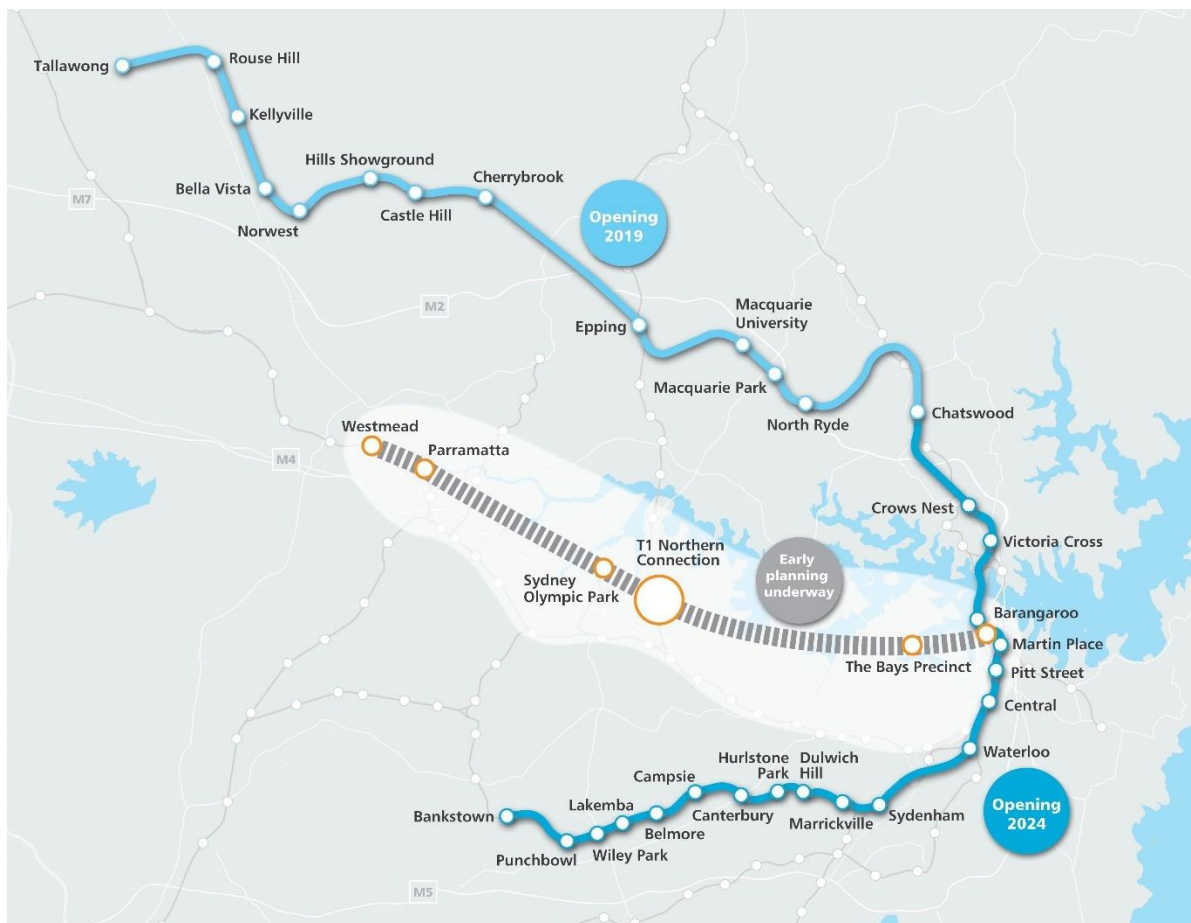 Tallawong
Rouse Hill
Kellyville
Bella Vista
Norwest
Hills Showground
Castle Hill
Cherrybrook
Opening
2019
M7
M2
Epping
Macquarie
University
Macquarie Park
North Ryde
Chatswood
Westmead
Parramatta
M4
Crows Nest
Victoria Cross
T1 Northern
Connection
Sydney
Olympic Park
Early
planning
underway
Barangaroo
Martin Place
The Bays Precinct
Pitt Street
Central
Waterloo
Hurlstone
Park
Dulwich
Hill
Campsie
Lakemba
Bankstown
Canterbury
Belmore
Marrickville
Sydenham
Opening
2024
Wiley Park
Punchbowl
M5